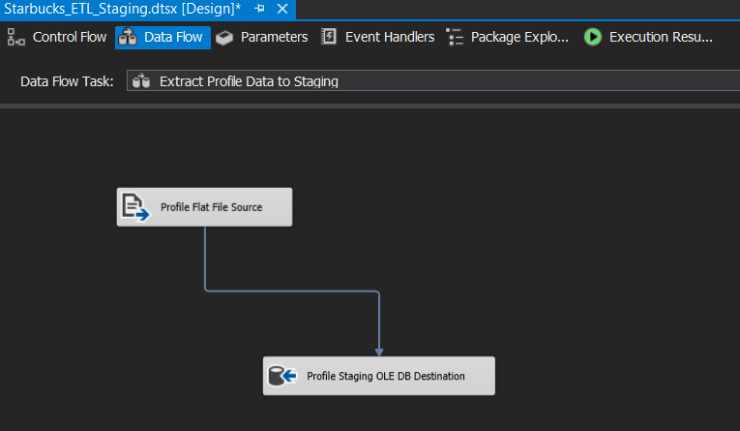 Starbucks_ETL_Staging.dtsx [Design]*
Control Flow Data Flow Parameters Event Handlers Package Explo... Execution Resu...
Data Flow Task: Extract Profile Data to Staging
Profile Flat File Source
Profile Staging OLE DB Destination